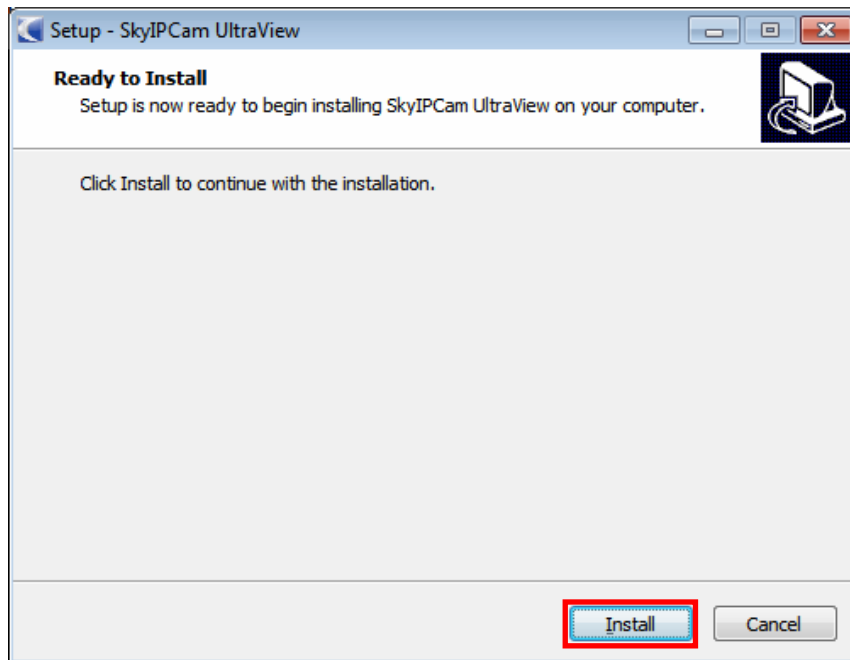 Setup - SkyIPCam UltraView
Ready to Install
Setup is now ready to begin installing SkyIPCam UltraView on your computer.
Click Install to continue with the installation.
Install
Cancel